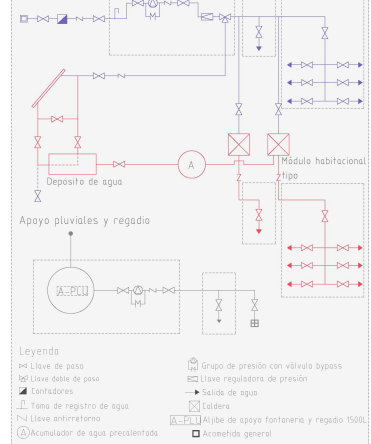 M
A
Módulo habitacional
tipo
Depósito de agua
Apoyo pluviales y regadío
A-PLU
M
Leyenda
Llave de paso
Llave doble de paso
Contadores
Toma de registro de agua
Llave antirretorno
A Acumulador de agua precalentada
Grupo de presión con válvula bypass
Llave reguladora de presión
Salida de agua
Caldera
A-PLU Aljibe de apoyo fontanería y regadío 1500L
Acometida general